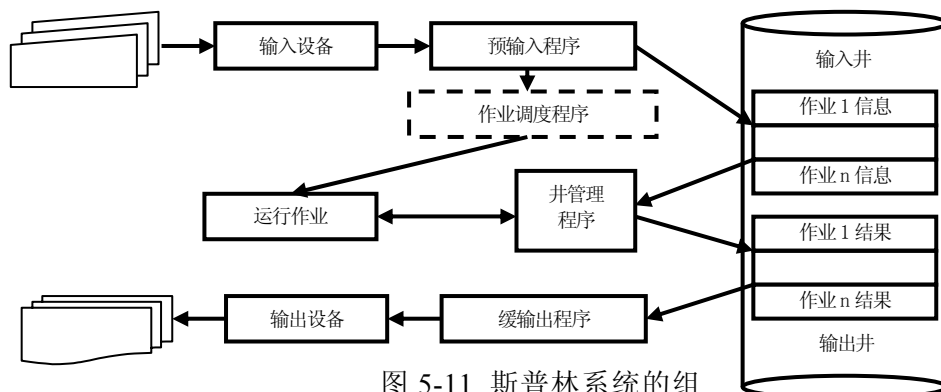 输入设备
预输入程序
输入井
作业调度程序
作业 1 信息
作业 n 信息
运行作业
井管理
程序
作业 1 结果
作业 n 结果
输出设备
缓输出程序
输出井
图 5-11 斯普林系统的组